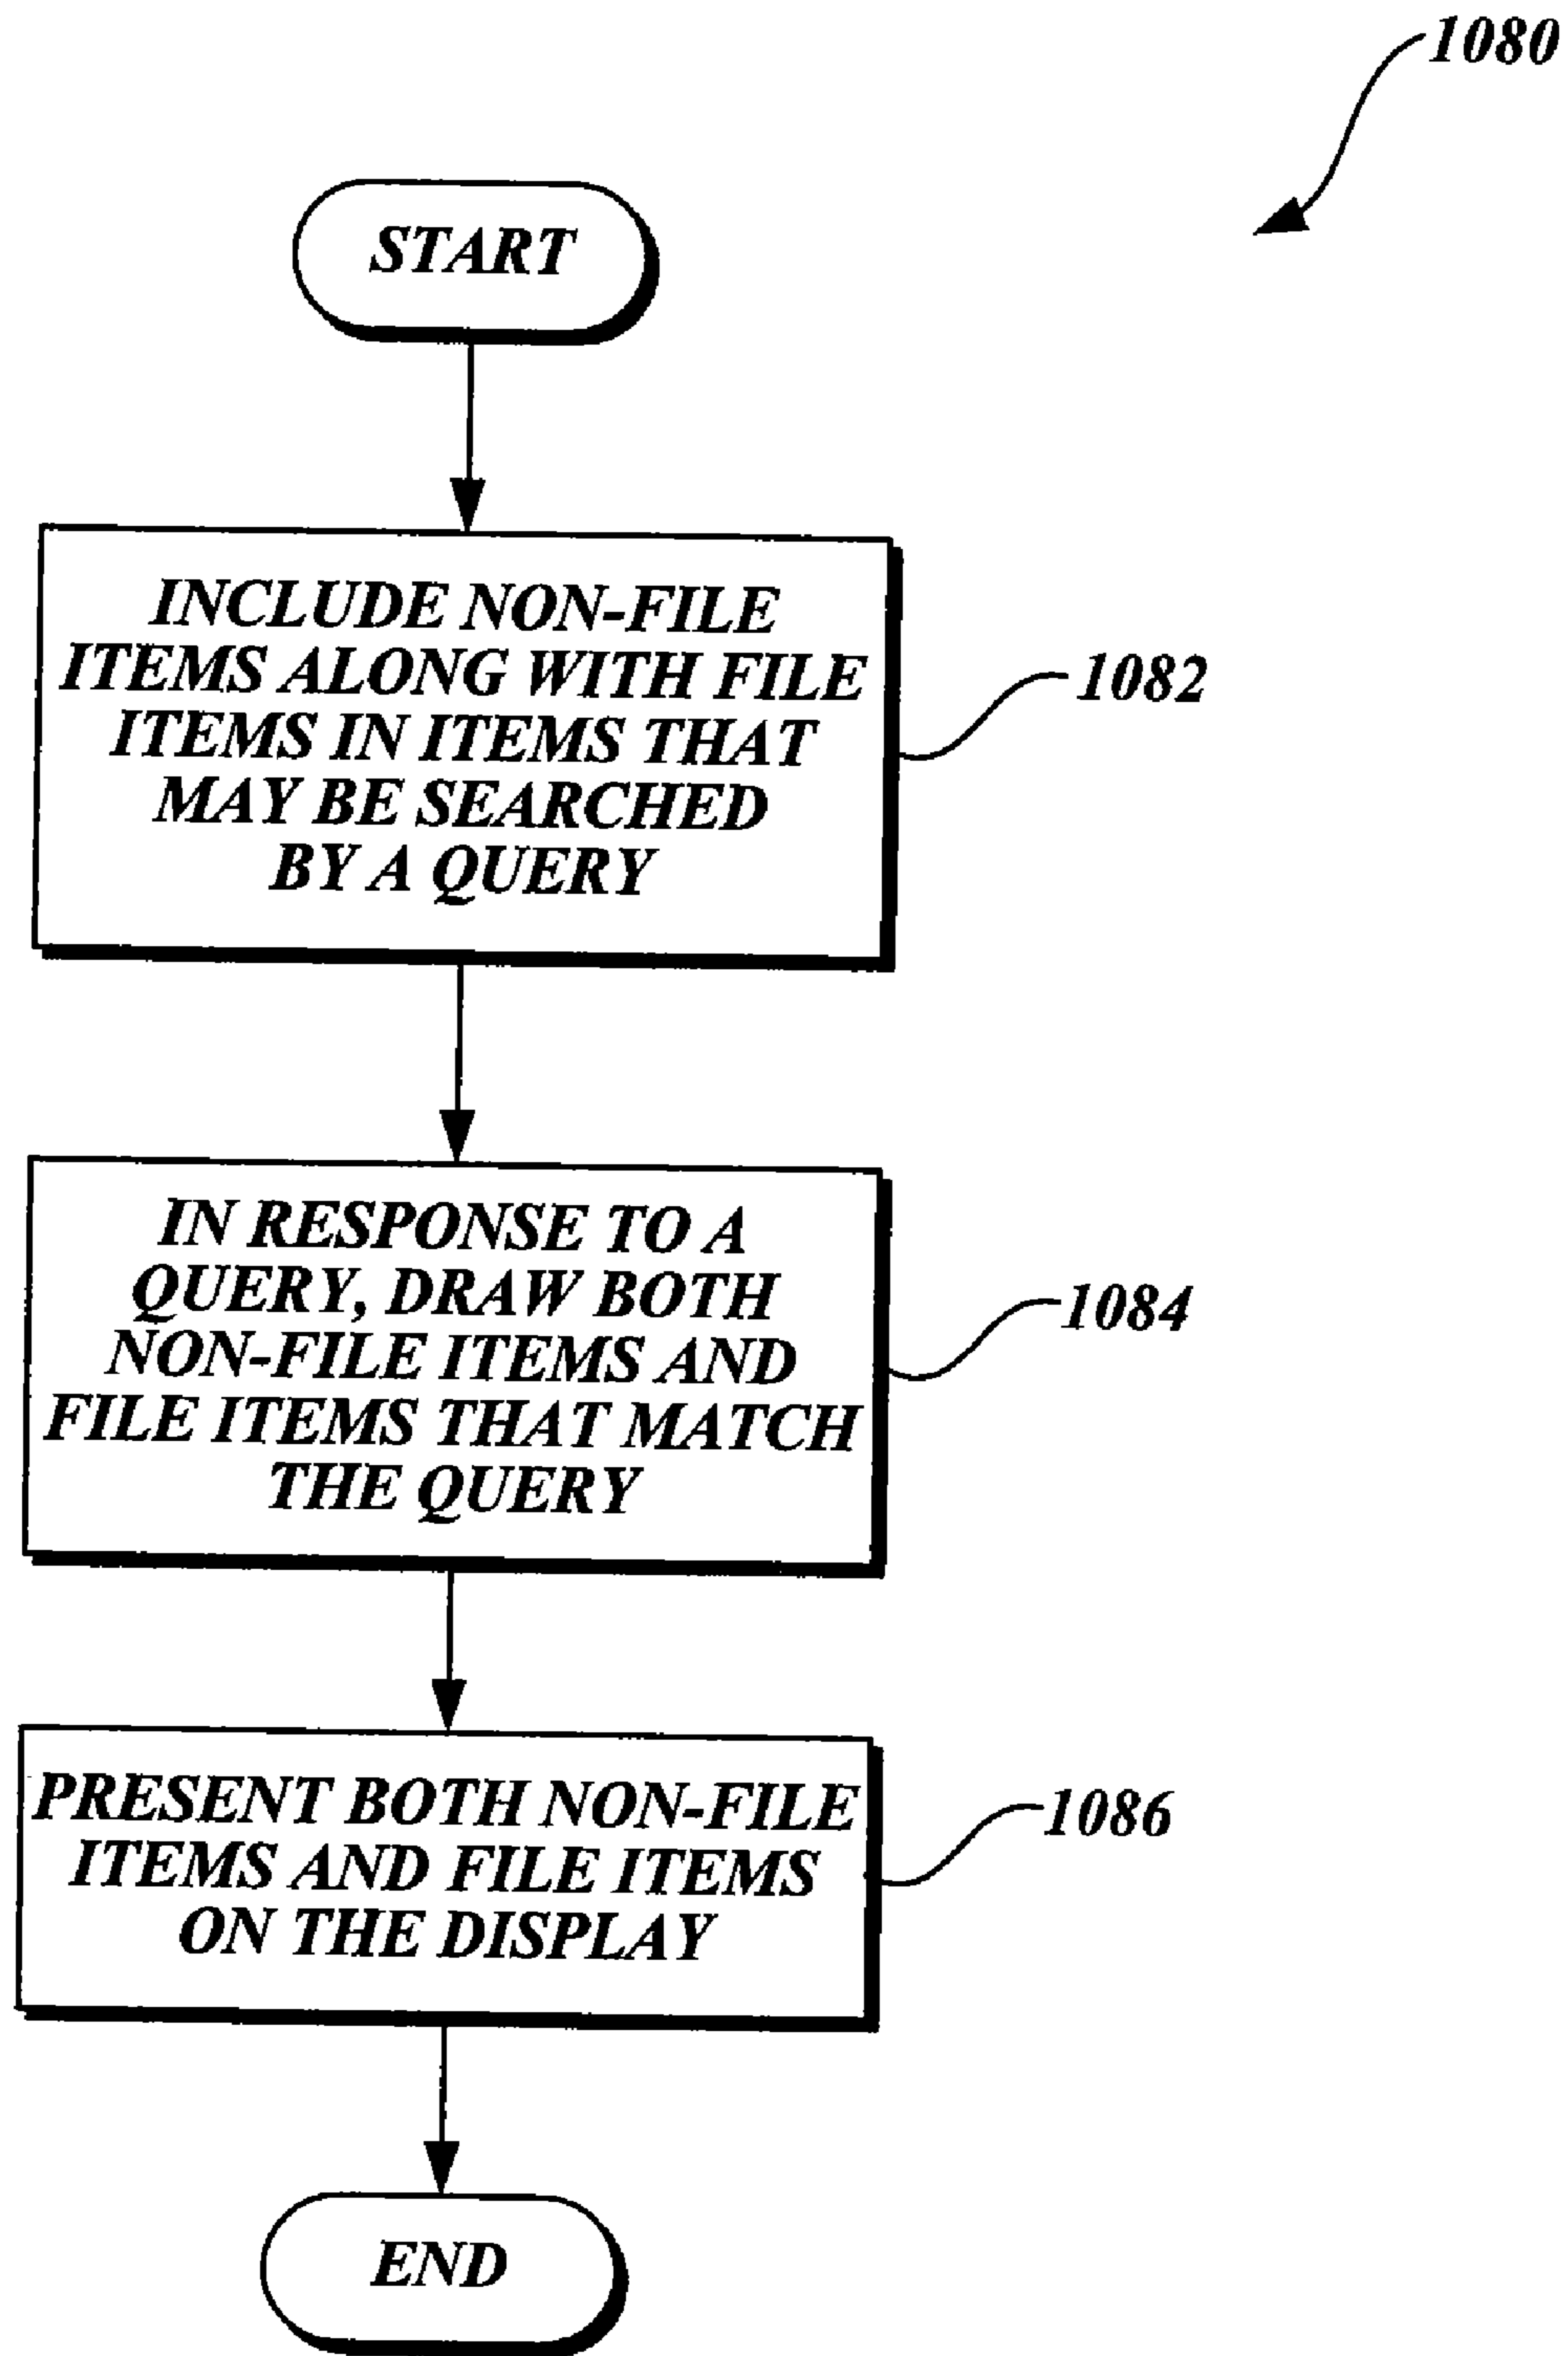 1080
START
INCLUDE NON-FILE
ITEMS ALONG WITH FILE
ITEMS IN ITEMS THAT
MAY BE SEARCHED
BY A QUERY
1082
IN RESPONSE TO A
QUERY, DRAW BOTH
NON-FILE ITEMS AND
FILE ITEMS THAT MATCH
THE QUERY
1084
PRESENT BOTH NON-FILE
ITEMS AND FILE ITEMS
ON THE DISPLAY
1086
END